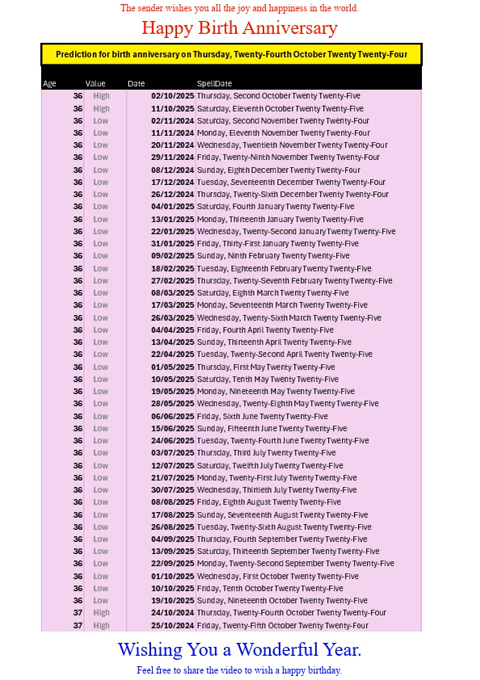 The sender wishes you all the joy and happiness in the world.
Happy Birth Anniversary
Prediction for birth anniversary on Thursday, Twenty-Fourth October Twenty Twenty-Four
Age Value Date SpellDate
36 High 02/10/2025 Thursday, Second October Twenty Twenty-Five
36 High 11/10/2025 Saturday, Eleventh October Twenty Twenty-Five
36 Low 02/11/2024 Saturday, Second November Twenty Twenty-Four
36 Low 11/11/2024 Monday, Eleventh November Twenty Twenty-Four
36 Low 20/11/2024 Wednesday, Twentieth November Twenty Twenty-Four
36 Low 29/11/2024 Friday, Twenty-Ninth November Twenty Twenty-Four
36 Low 08/12/2024 Sunday, Eighth December Twenty Twenty-Four
36 Low 17/12/2024 Tuesday, Seventeenth December Twenty Twenty-Four
36 Low 26/12/2024 Thursday, Twenty-Sixth December Twenty Twenty-Four
36 Low 04/01/2025 Saturday, Fourth January Twenty Twenty-Five
36 Low 13/01/2025 Monday, Thirteenth January Twenty Twenty-Five
36 Low 22/01/2025 Wednesday, Twenty-Second January Twenty Twenty-Five
36 Low 31/01/2025 Friday, Thirty-First January Twenty Twenty-Five
36 Low 09/02/2025 Sunday, Ninth February Twenty Twenty-Five
36 Low 18/02/2025 Tuesday, Eighteenth February Twenty Twenty-Five
36 Low 27/02/2025 Thursday, Twenty-Seventh February Twenty Twenty-Five
36 Low 08/03/2025 Saturday, Eighth March Twenty Twenty-Five
36 Low 17/03/2025 Monday, Seventeenth March Twenty Twenty-Five
36 Low 26/03/2025 Wednesday, Twenty-Sixth March Twenty Twenty-Five
36 Low 04/04/2025 Friday, Fourth April Twenty Twenty-Five
36 Low 13/04/2025 Sunday, Thirteenth April Twenty Twenty-Five
36 Low 22/04/2025 Tuesday, Twenty-Second April Twenty Twenty-Five
36 Low 01/05/2025 Thursday, First May Twenty Twenty-Five
36 Low 10/05/2025 Saturday, Tenth May Twenty Twenty-Five
36 Low 19/05/2025 Monday, Nineteenth May Twenty Twenty-Five
36 Low 28/05/2025 Wednesday, Twenty-Eighth May Twenty Twenty-Five
36 Low 06/06/2025 Friday, Sixth June Twenty Twenty-Five
36 Low 15/06/2025 Sunday, Fifteenth June Twenty Twenty-Five
36 Low 24/06/2025 Tuesday, Twenty-Fourth June Twenty Twenty-Five
36 Low 03/07/2025 Thursday, Third July Twenty Twenty-Five
36 Low 12/07/2025 Saturday, Twelfth July Twenty Twenty-Five
36 Low 21/07/2025 Monday, Twenty-First July Twenty Twenty-Five
36 Low 30/07/2025 Wednesday, Thirtieth July Twenty Twenty-Five
36 Low 08/08/2025 Friday, Eighth August Twenty Twenty-Five
36 Low 17/08/2025 Sunday, Seventeenth August Twenty Twenty-Five
36 Low 26/08/2025 Tuesday, Twenty-Sixth August Twenty Twenty-Five
36 Low 04/09/2025 Thursday, Fourth September Twenty Twenty-Five
36 Low 13/09/2025 Saturday, Thirteenth September Twenty Twenty-Five
36 Low 22/09/2025 Monday, Twenty-Second September Twenty Twenty-Five
36 Low 01/10/2025 Wednesday, First October Twenty Twenty-Five
36 Low 10/10/2025 Friday, Tenth October Twenty Twenty-Five
36 Low 19/10/2025 Sunday, Nineteenth October Twenty Twenty-Five
37 High 24/10/2024 Thursday, Twenty-Fourth October Twenty Twenty-Four
37 High 25/10/2024 Friday, Twenty-Fifth October Twenty Twenty-Four
Wishing You a Wonderful Year.
Feel free to share the video to wish a happy birthday.